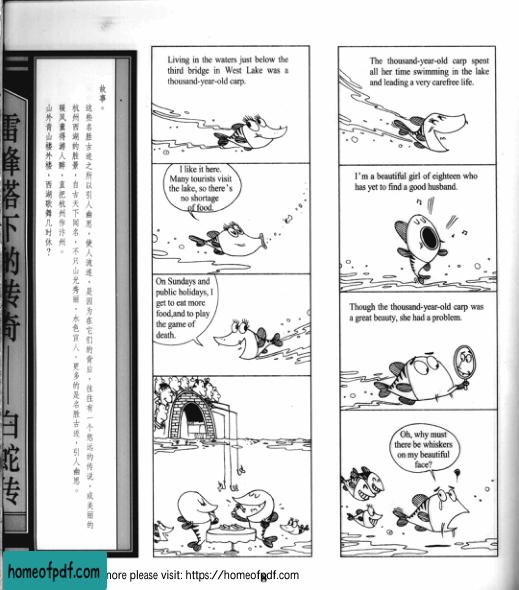 雷峰塔下的传奇——白蛇传
山外青山楼外楼，西湖歌舞几时休？
暖风薰得游人醉，直把杭州作汴州。
杭州西湖的胜景，自古天下闻名，不只山光秀丽，水色宜人，更多的是名胜古迹，引人幽思。
这些名胜古迹之所以引人幽思，使人流连，是因为在它们的背后，往往有一个悠远的传说，或美丽的
故事。
Living in the waters just below the
third bridge in West Lake was a
thousand-year-old carp.
I like it here.
Many tourists visit
the lake, so there's
no shortage
of food.
On Sundays and
public holidays, I
get to eat more
food,and to play
the game of
death.
The thousand-year-old carp spent
all her time swimming in the lake
and leading a very carefree life.
I'm a beautiful girl of eighteen who
has yet to find a good husband.
Though the thousand-year-old carp was
a great beauty, she had a problem.
Oh, why must
there be whiskers
on my beautiful
face?
homeofpdf.com
more please visit: https://homeofpdf.com